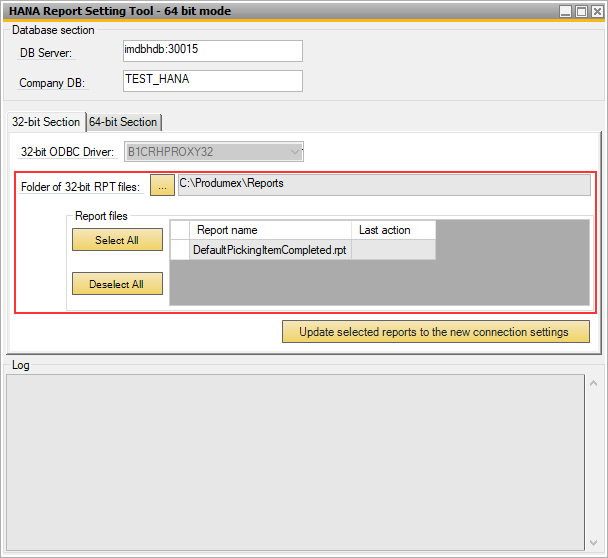 HANA Report Setting Tool - 64 bit mode
Database section
DB Server: imdbhdb:30015
Company DB: TEST_HANA
32-bit Section 64-bit Section
32-bit ODBC Driver: B1CRHPROXY32
Folder of 32-bit RPT files: ... C:\Produmex\Reports
Report files
Report name Last action
Select All
DefaultPickingItemCompleted.rpt
Deselect All
Update selected reports to the new connection settings
Log